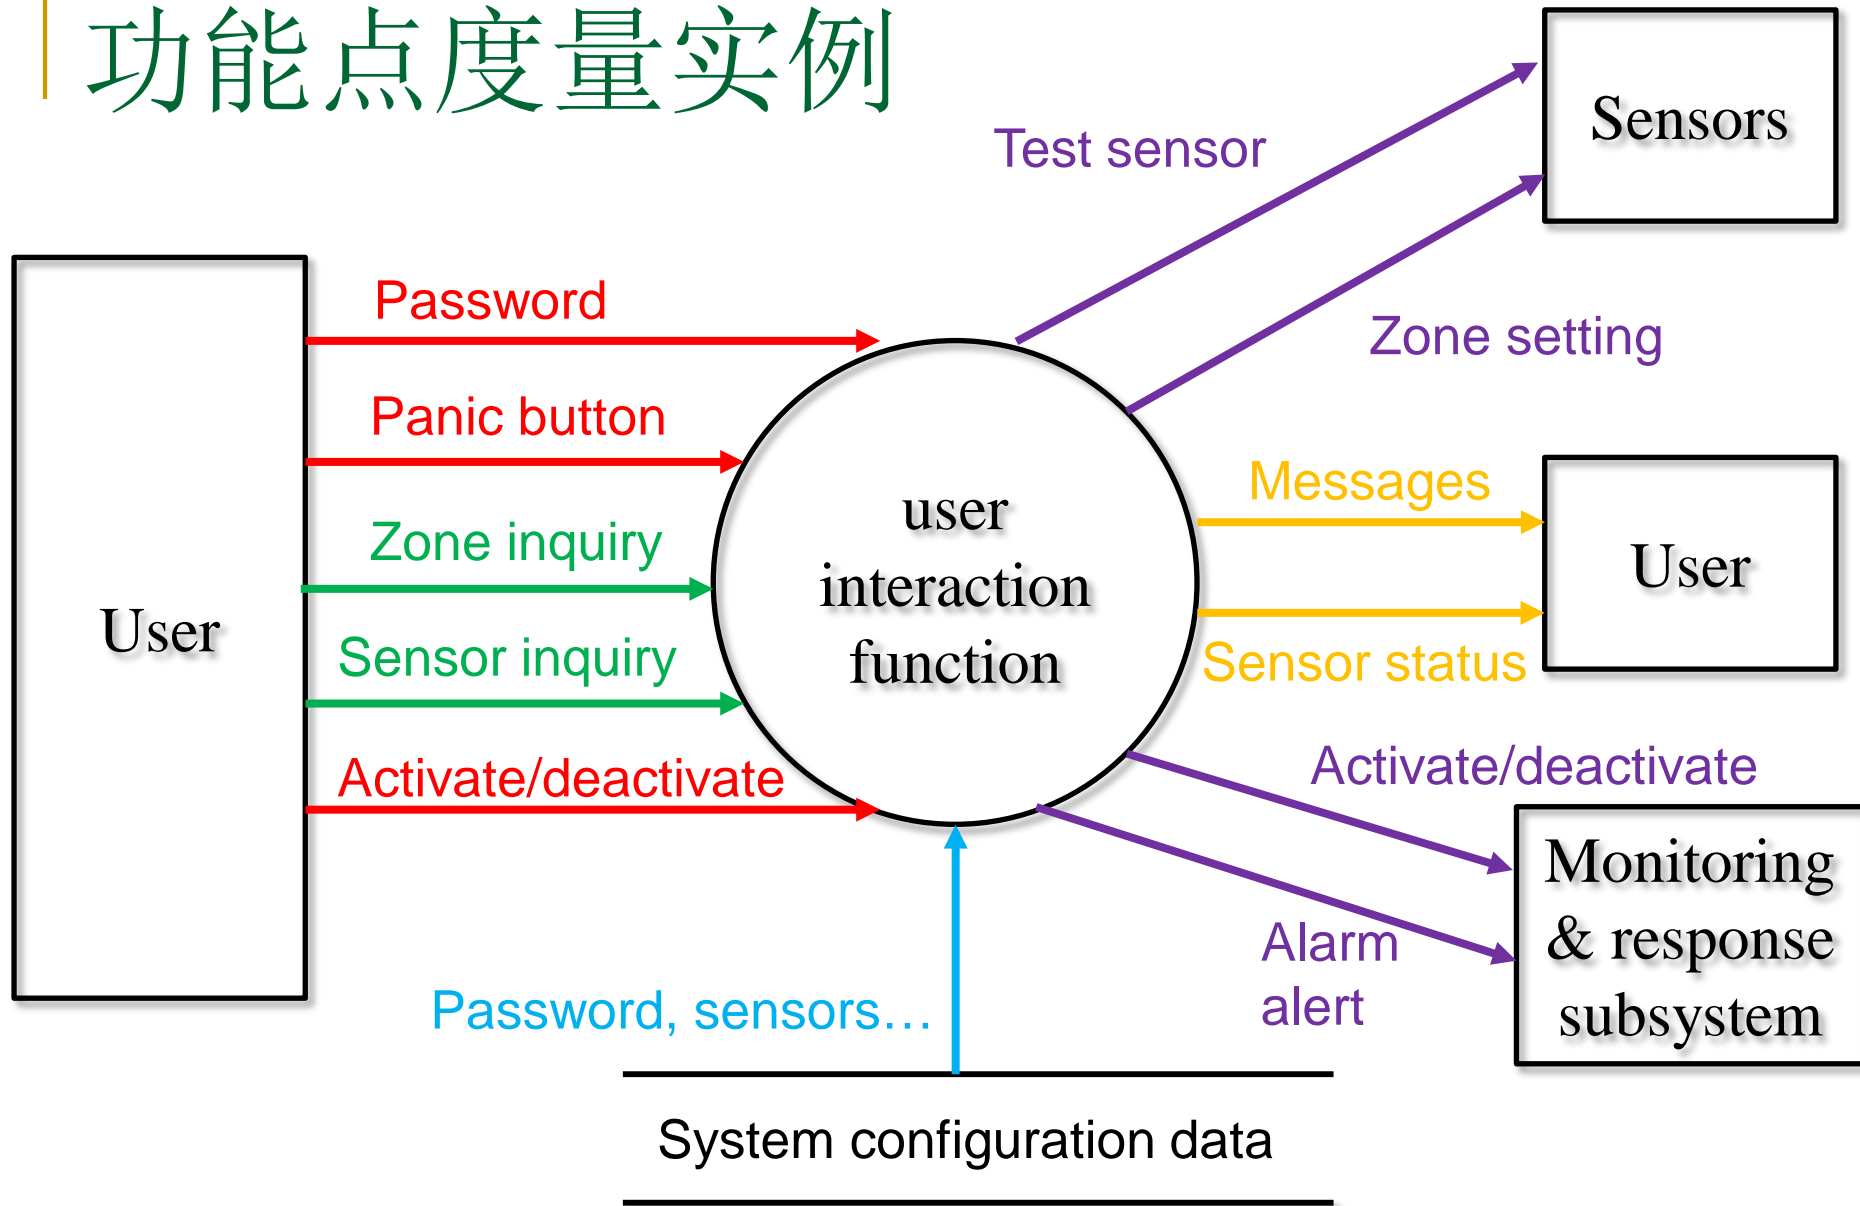 功能点度量实例
Test sensor
Sensors
Zone setting
Password
Panic button
Zone inquiry
Sensor inquiry
Activate/deactivate
User
user
interaction
function
Messages
Sensor status
User
Activate/deactivate
Alarm
alert
Monitoring
& response
subsystem
Password, sensors…
System configuration data